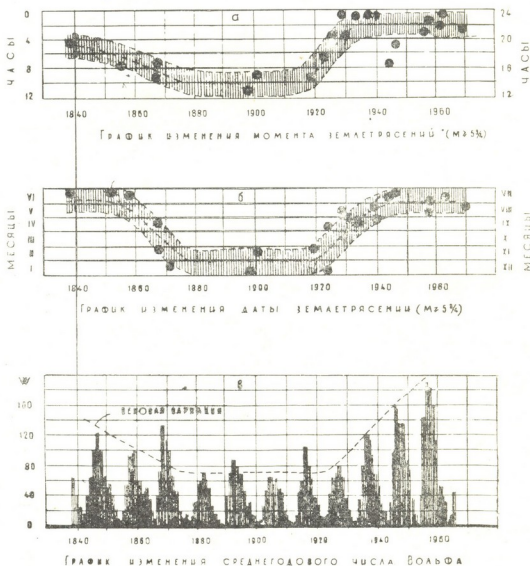 а
0 24
4 20
8 16
12 12
ЧАСЫ
ЧАСЫ
1840 1860 1880 1900 1920 1940 1960
ГРАФИК ИЗМЕНЕНИЯ МОМЕНТА ЗЕМЛЕТРЯСЕНИЙ (М≥5¾)
б
VI VII
V VIII
IV IX
III X
II XI
I XII
МЕСЯЦЫ
МЕСЯЦЫ
1840 1860 1880 1900 1920 1940 1960
ГРАФИК ИЗМЕНЕНИЯ ДАТЫ ЗЕМЛЕТРЯСЕНИЙ (М≥5¾)
в
W
160
120
80
40
0
ВЕКОВАЯ ВАРИАЦИЯ
1840 1860 1880 1900 1920 1940 1960
ГРАФИК ИЗМЕНЕНИЯ СРЕДНЕГОДОВОГО ЧИСЛА ВОЛЬФА